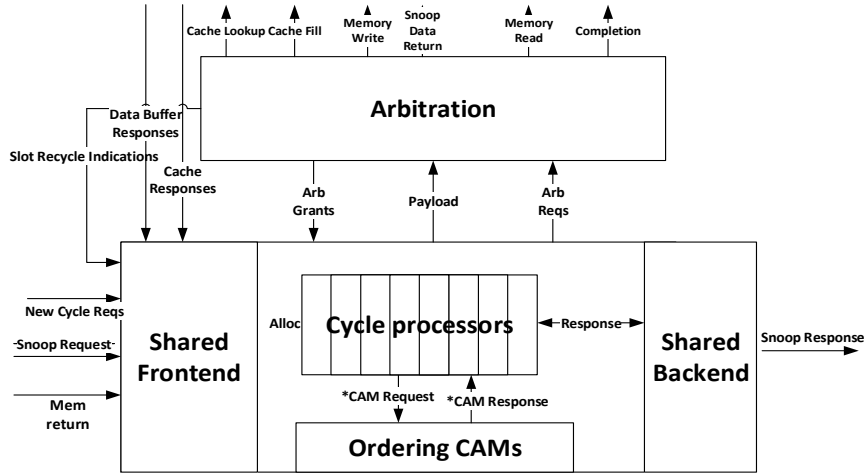 Cache Lookup
Cache Fill
Memory
Write
Snoop
Data
Return
Memory
Read
Completion
Arbitration
Data Buffer
Responses
Slot Recycle Indications
Cache
Responses
Arb
Grants
Payload
Arb
Reqs
New Cycle Reqs
Snoop Request
Mem
return
Shared
Frontend
Alloc
Cycle processors
Response
*CAM Request
*CAM Response
Ordering CAMs
Shared
Backend
Snoop Response